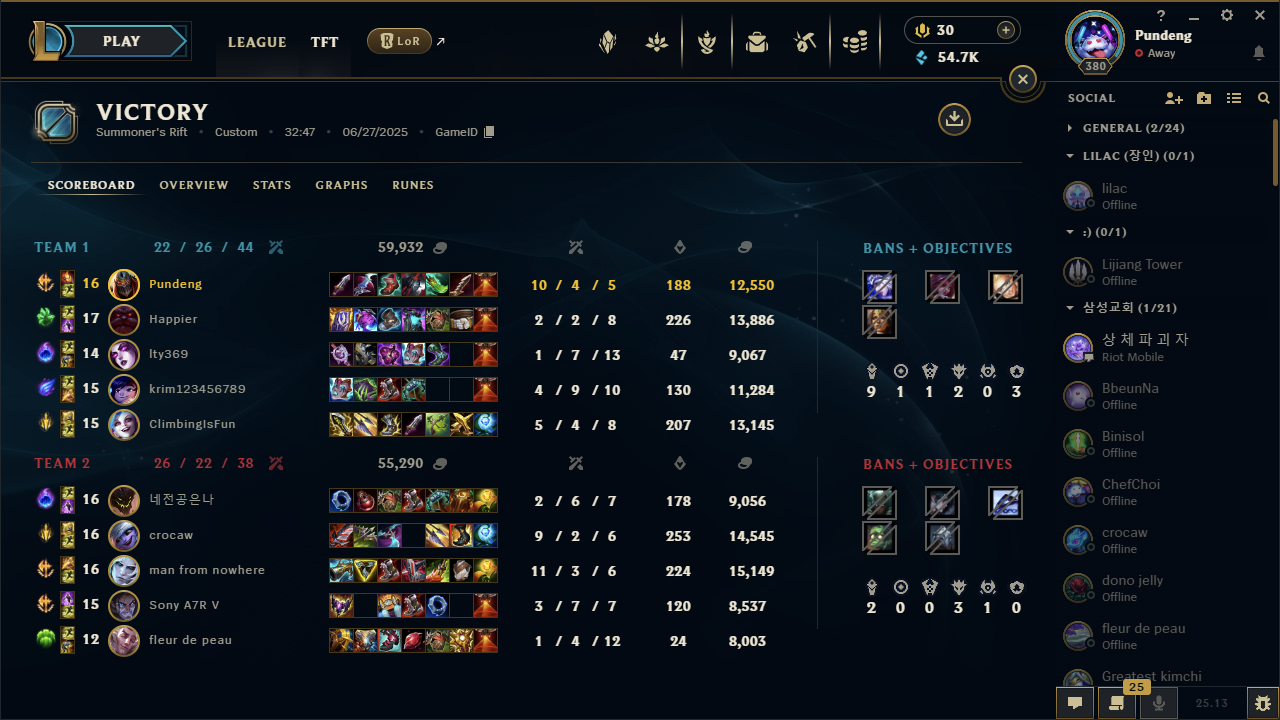 PLAY
LEAGUE
TFT
LoR
30
54.7K
?
Pundeng
Away
380
VICTORY
Summoner's Rift • Custom • 32:47 • 06/27/2025 • GameID
SCOREBOARD OVERVIEW STATS GRAPHS RUNES
TEAM 1 22 / 26 / 44 59,932 BANS + OBJECTIVES
16 Pundeng 10 / 4 / 5 188 12,550
17 Happier 2 / 2 / 8 226 13,886
14 lty369 1 / 7 / 13 47 9,067
15 krim123456789 4 / 9 / 10 130 11,284
9 1 1 2 0 3
15 ClimbingIsFun 5 / 4 / 8 207 13,145
TEAM 2 26 / 22 / 38 55,290 BANS + OBJECTIVES
16 네전공은나 2 / 6 / 7 178 9,056
16 crocaw 9 / 2 / 6 253 14,545
16 man from nowhere 11 / 3 / 6 224 15,149
15 Sony A7R V 3 / 7 / 7 120 8,537
2 0 0 3 1 0
12 fleur de peau 1 / 4 / 12 24 8,003
SOCIAL
GENERAL (2/24)
LILAC (장인) (0/1)
lilac
Offline
:) (0/1)
Lijiang Tower
Offline
삼성교회 (1/21)
상 체 파 괴 자
Riot Mobile
BbeunNa
Offline
Binisol
Offline
ChefChoi
Offline
crocaw
Offline
dono jelly
Offline
fleur de peau
Offline
Greatest kimchi
25
25.13